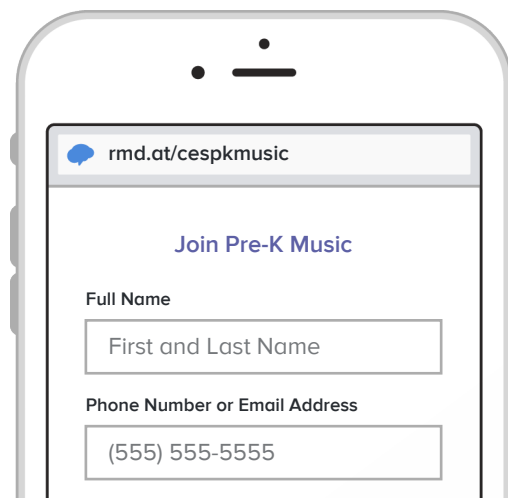 rmd.at/cespkmusic
Join Pre-K Music
Full Name
First and Last Name
Phone Number or Email Address
(555) 555-5555